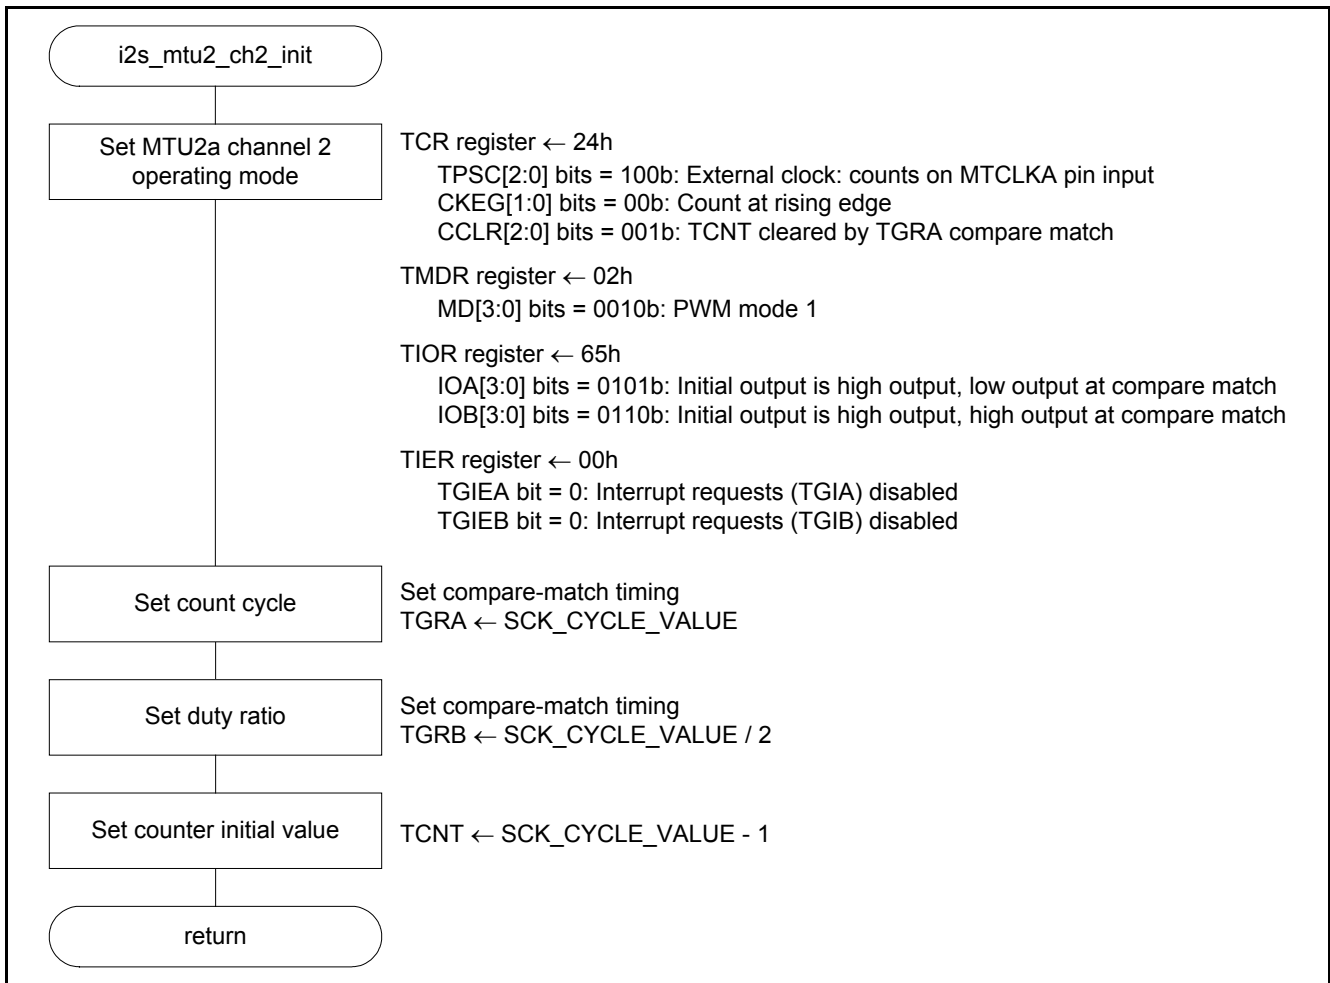 i2s_mtu2_ch2_init
Set MTU2a channel 2
operating mode
TCR register ← 24h
TPSC[2:0] bits = 100b: External clock: counts on MTCLKA pin input
CKEG[1:0] bits = 00b: Count at rising edge
CCLR[2:0] bits = 001b: TCNT cleared by TGRA compare match
TMDR register ← 02h
MD[3:0] bits = 0010b: PWM mode 1
TIOR register ← 65h
IOA[3:0] bits = 0101b: Initial output is high output, low output at compare match
IOB[3:0] bits = 0110b: Initial output is high output, high output at compare match
TIER register ← 00h
TGIEA bit = 0: Interrupt requests (TGIA) disabled
TGIEB bit = 0: Interrupt requests (TGIB) disabled
Set count cycle
Set compare-match timing
TGRA ← SCK_CYCLE_VALUE
Set duty ratio
Set compare-match timing
TGRB ← SCK_CYCLE_VALUE / 2
Set counter initial value
TCNT ← SCK_CYCLE_VALUE - 1
return